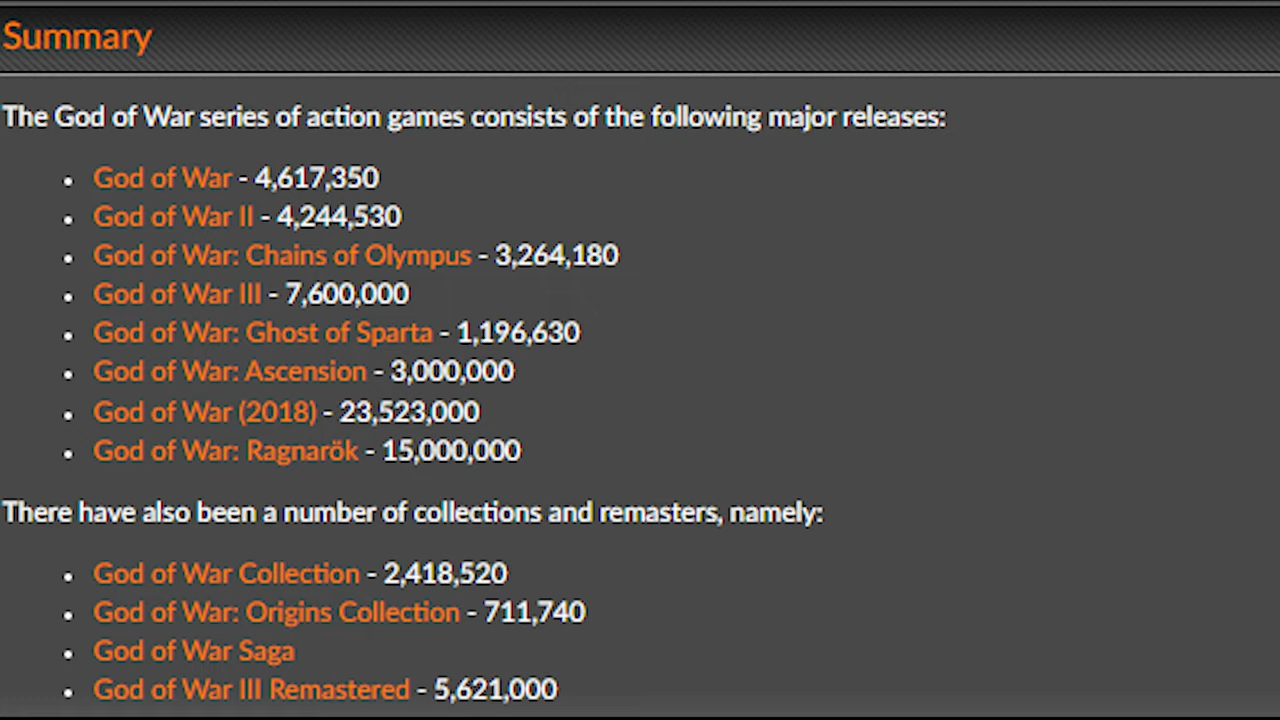 Summary
The God of War series of action games consists of the following major releases:
• God of War - 4,617,350
• God of War II - 4,244,530
• God of War: Chains of Olympus - 3,264,180
• God of War III - 7,600,000
• God of War: Ghost of Sparta - 1,196,630
• God of War: Ascension - 3,000,000
• God of War (2018) - 23,523,000
• God of War: Ragnarök - 15,000,000
There have also been a number of collections and remasters, namely:
• God of War Collection - 2,418,520
• God of War: Origins Collection - 711,740
• God of War Saga
• God of War III Remastered - 5,621,000